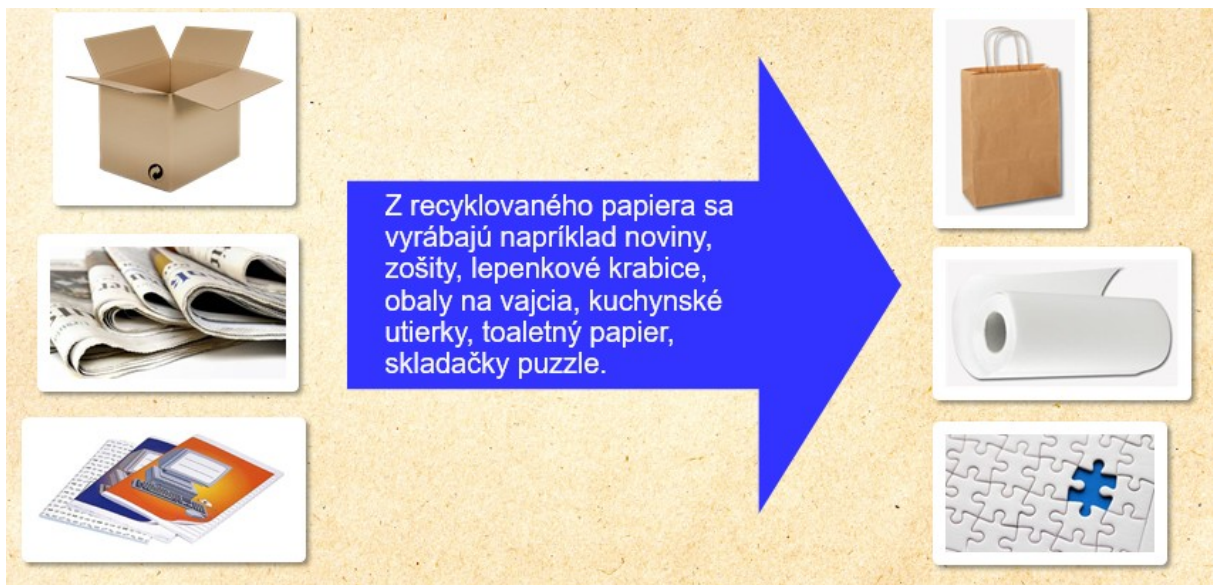 Z recyklovaného papiera sa
vyrábajú napríklad noviny,
zošity, lepenkové krabice,
obaly na vajcia, kuchynské
utierky, toaletný papier,
skladačky puzzle.